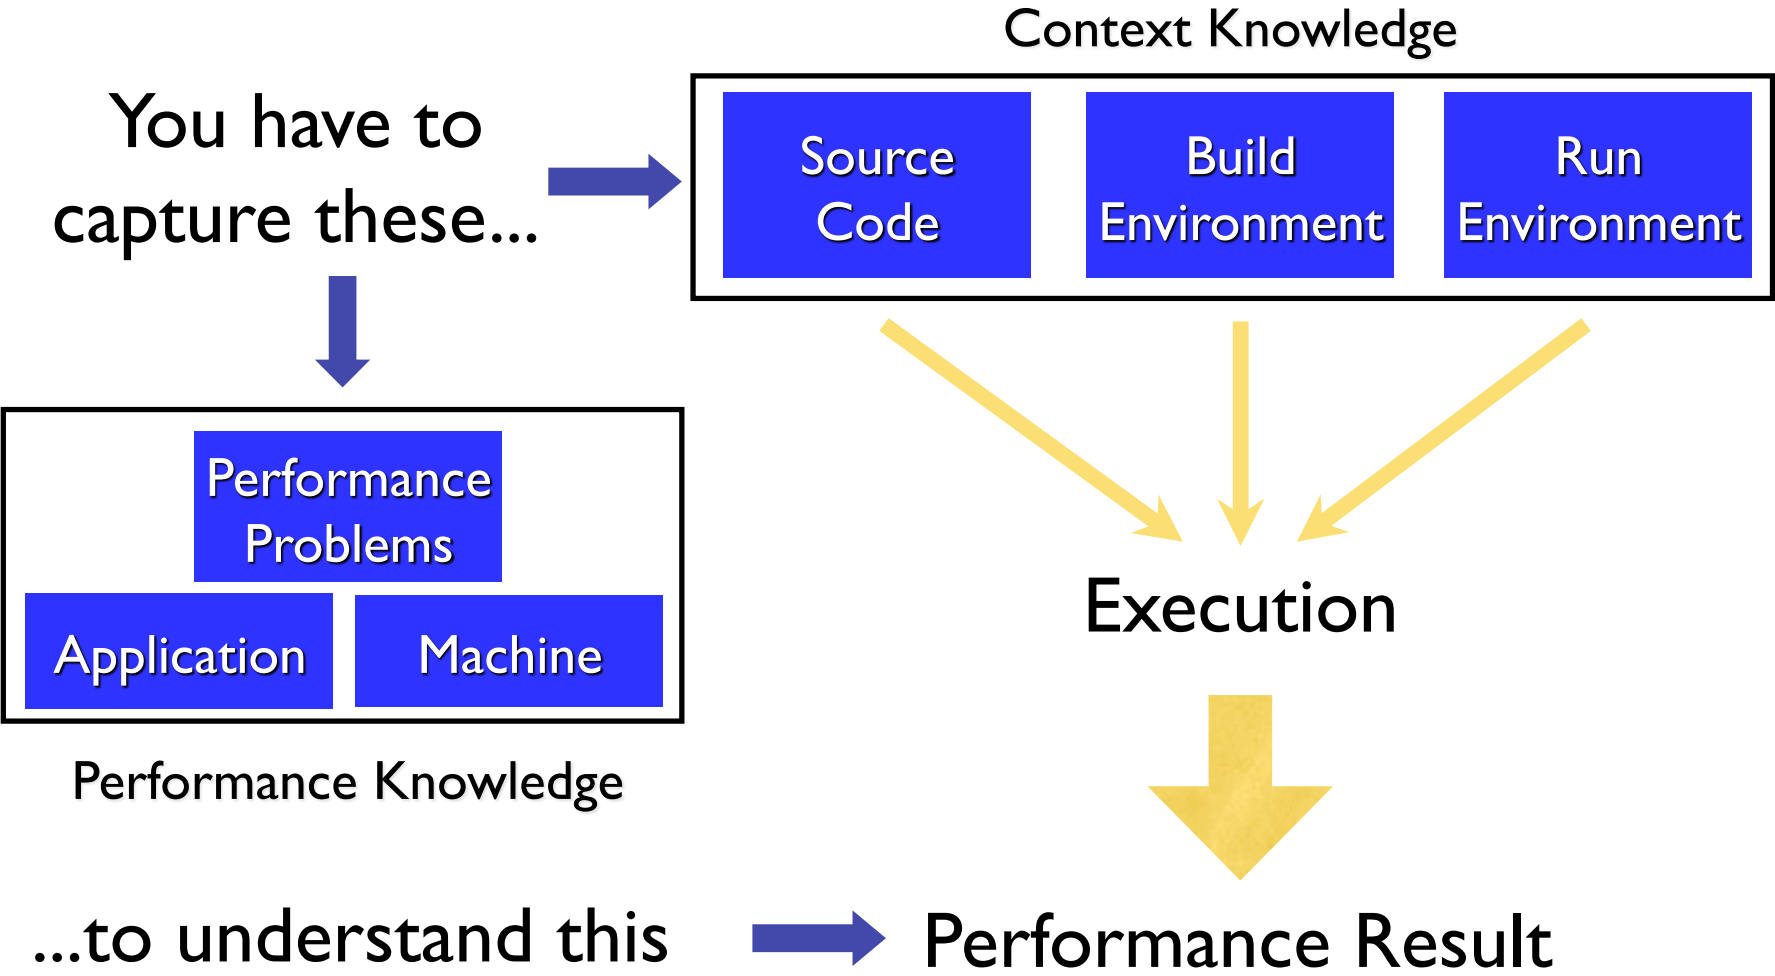 Context Knowledge
You have to
capture these...
Source
Code
Build
Environment
Run
Environment
Performance
Problems
Application
Machine
Performance Knowledge
Execution
...to understand this
Performance Result